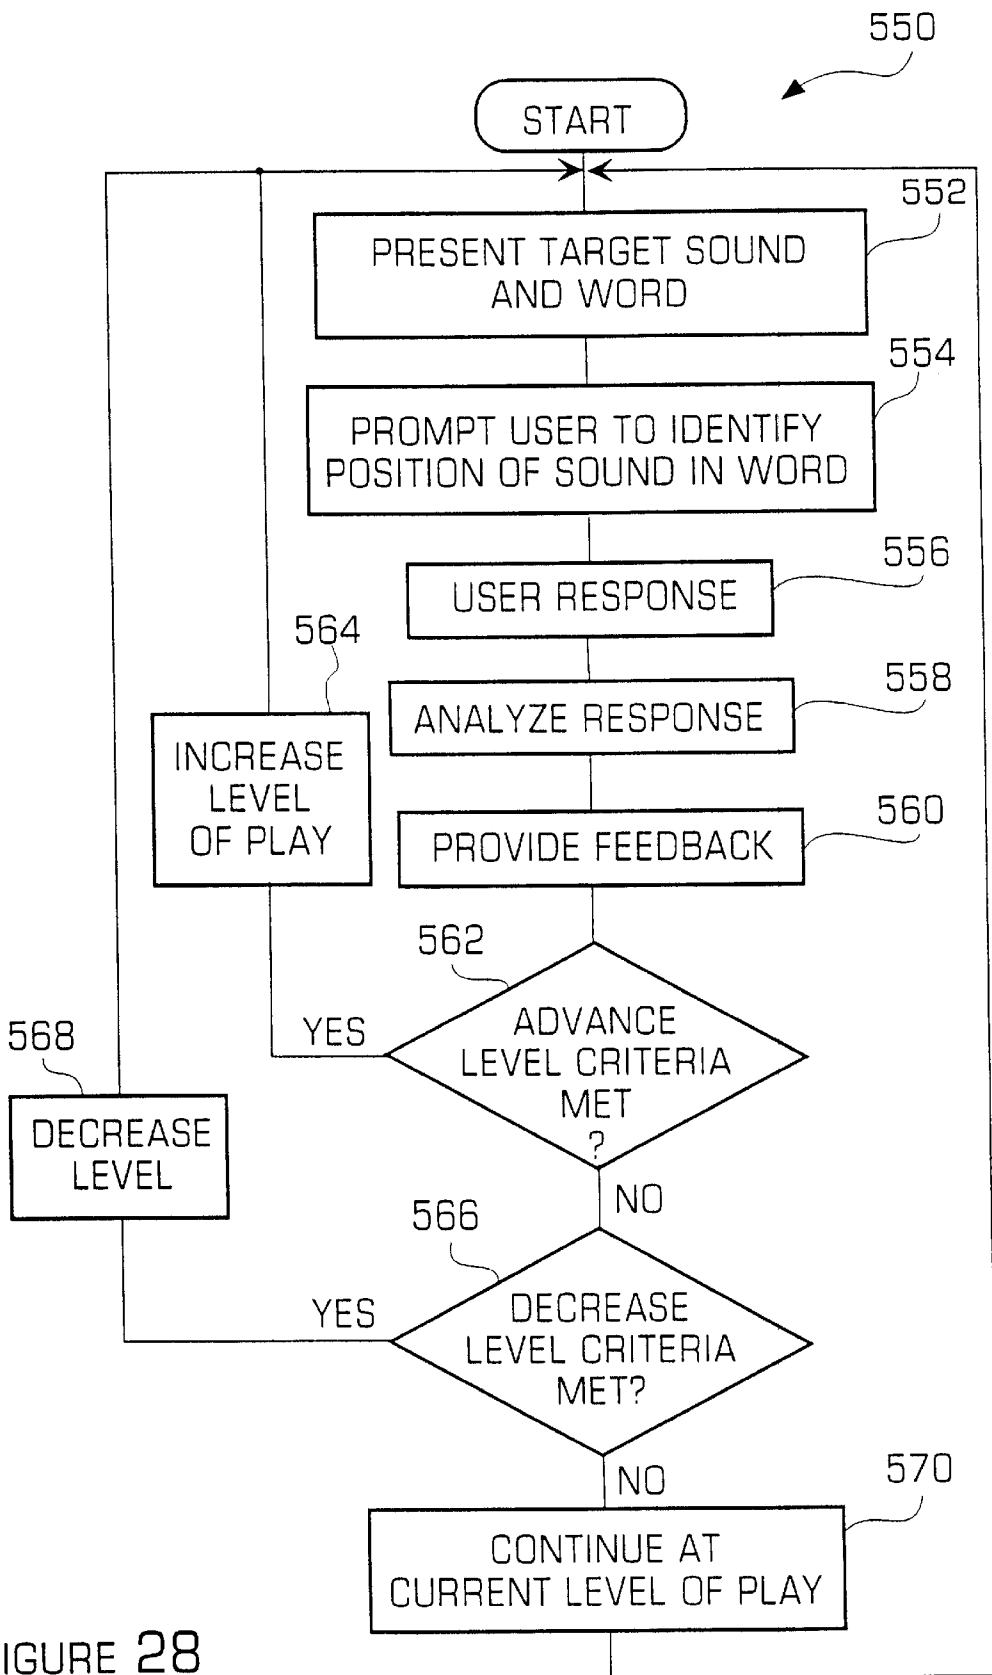 550
START
552
PRESENT TARGET SOUND
AND WORD
554
PROMPT USER TO IDENTIFY
POSITION OF SOUND IN WORD
556
USER RESPONSE
564
558
ANALYZE RESPONSE
INCREASE
LEVEL
OF PLAY
560
PROVIDE FEEDBACK
562
YES
ADVANCE
LEVEL CRITERIA
MET
?
568
DECREASE
LEVEL
NO
566
YES
DECREASE
LEVEL CRITERIA
MET?
NO
570
CONTINUE AT
CURRENT LEVEL OF PLAY
IGURE 28